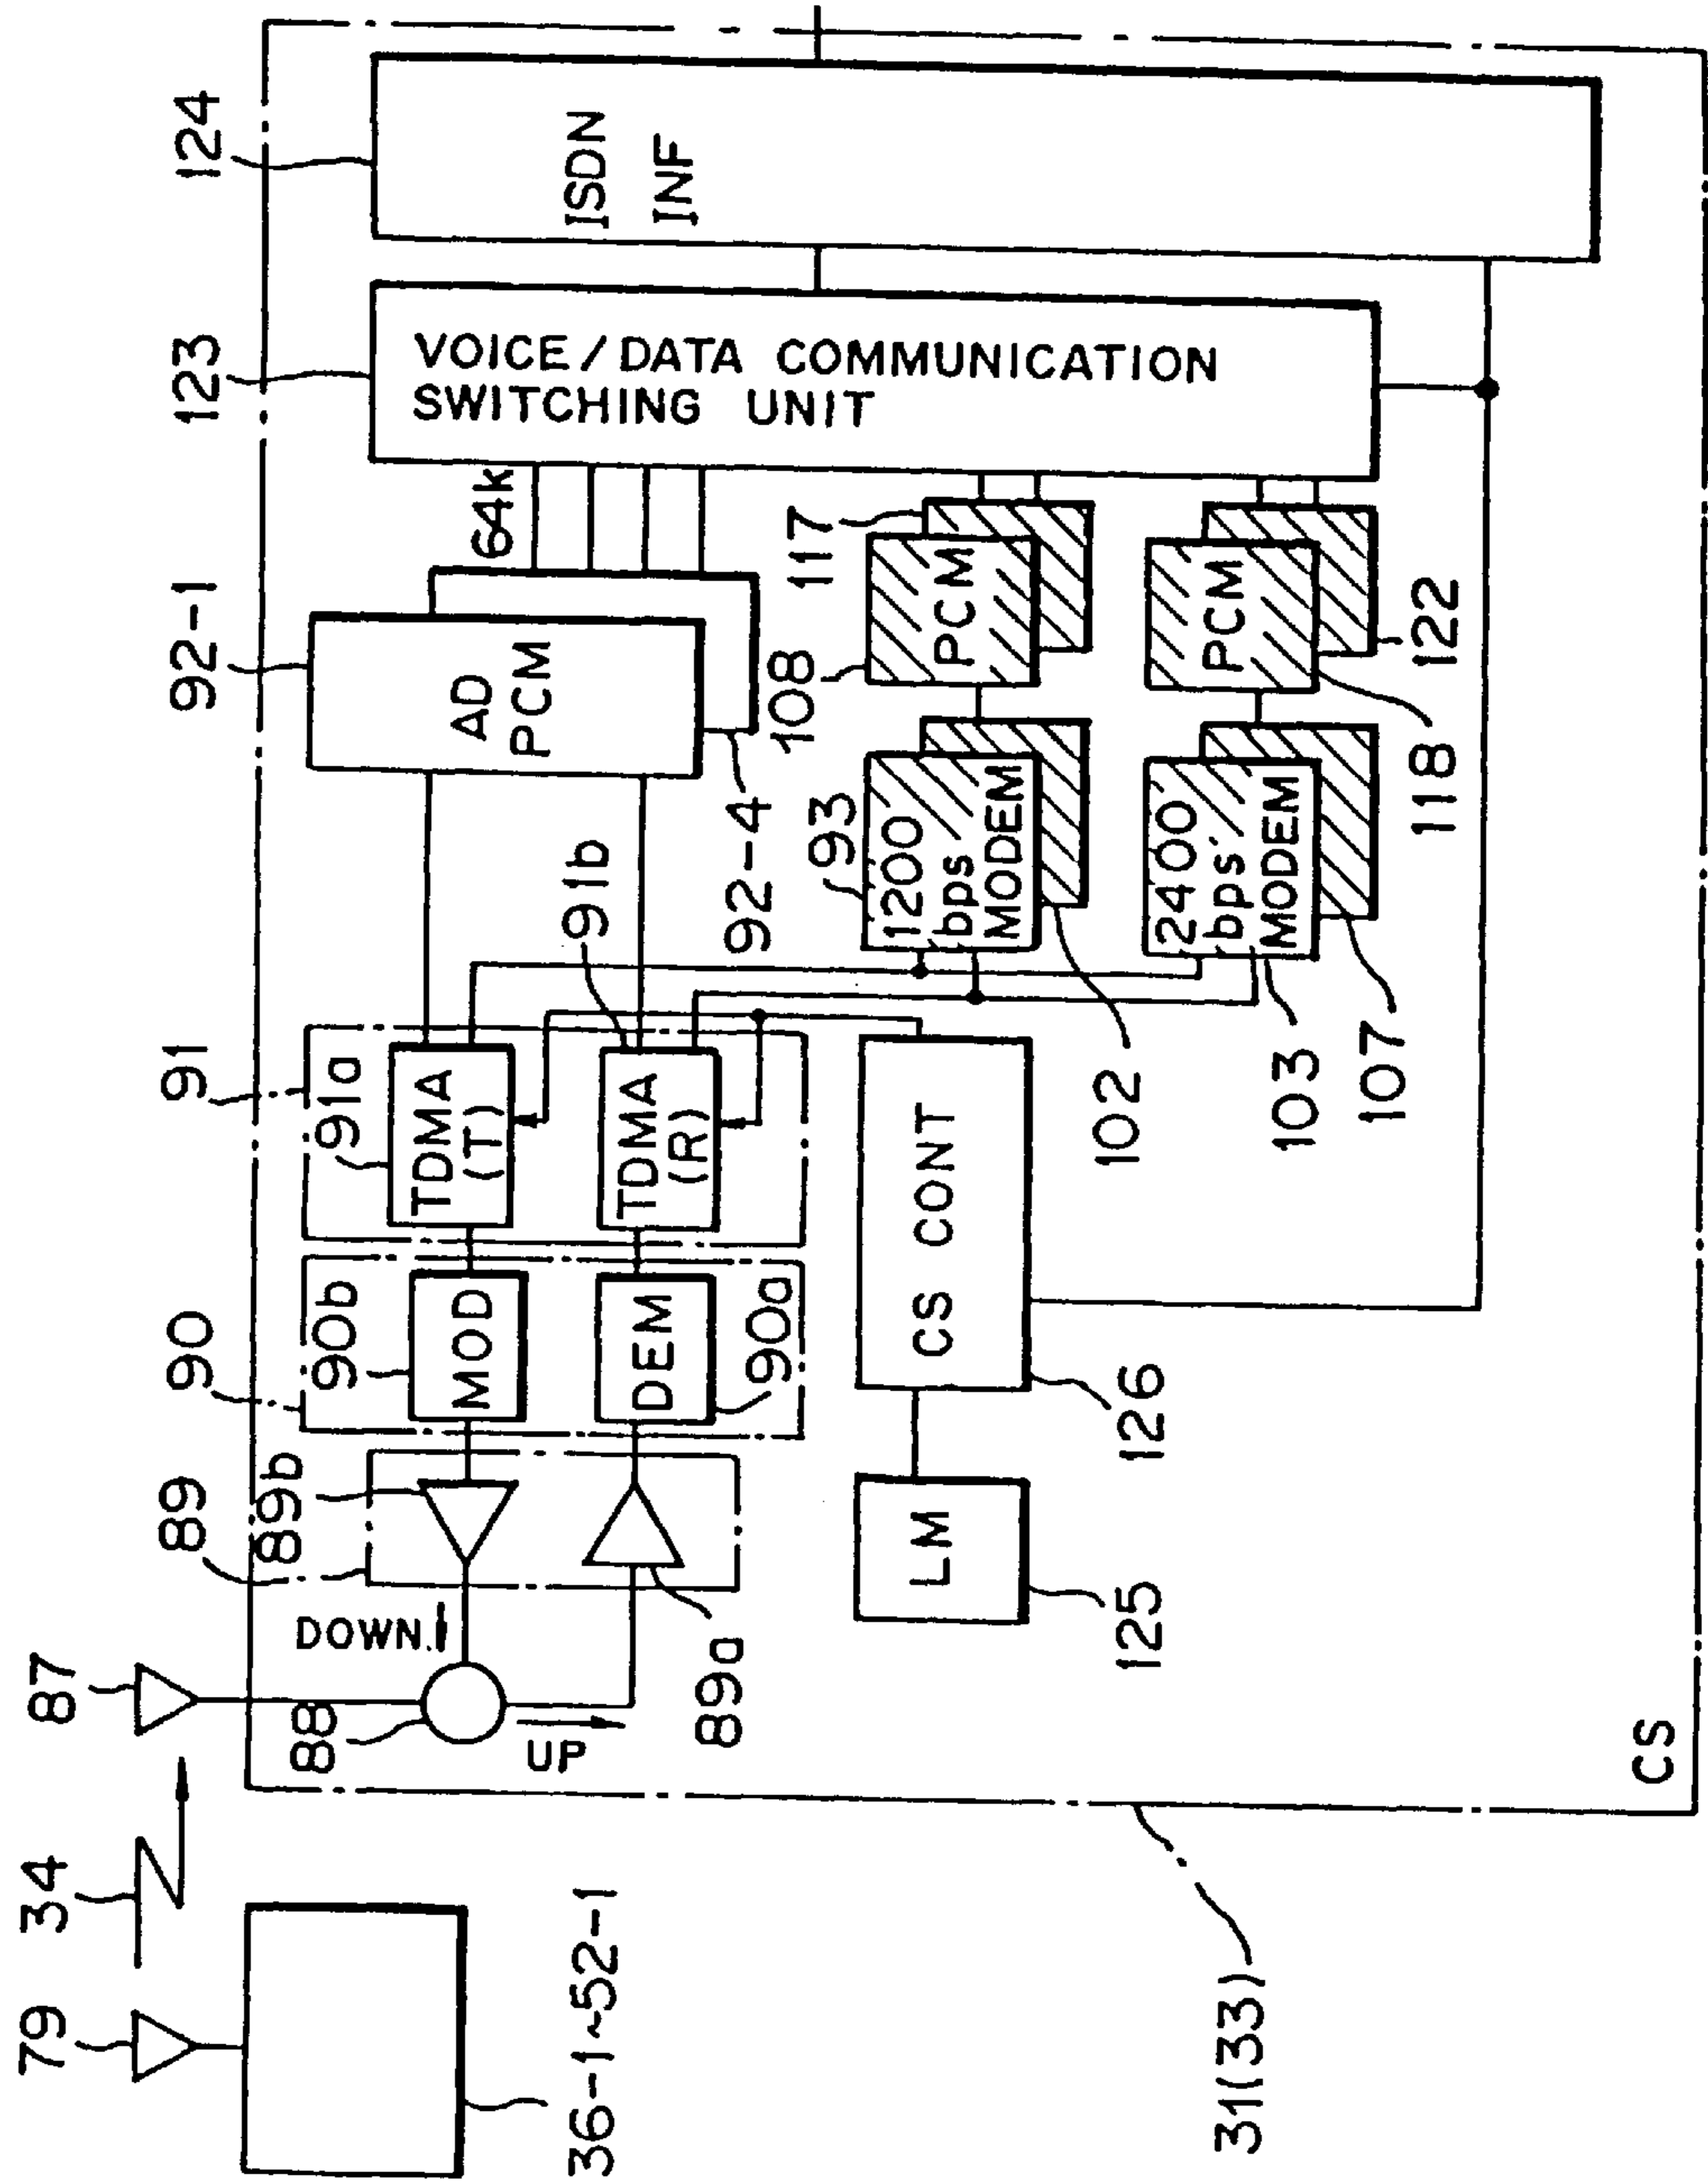 79
34
87
36-1~52-1
31(33)
CS
88
DOWN
UP
89
89b
89a
90
90b
MOD
DEM
90a
91
91a
TDMA
(T)
TDMA
(R)
91b
92-1
AD
PCM
92-4
64k
LM
125
CS CONT
126
93
1200
bps
MODEM
102
2400
bps
MODEM
103
107
108
PCM
117
PCM
118
122
123
VOICE/DATA COMMUNICATION
SWITCHING UNIT
124
ISDN
INF